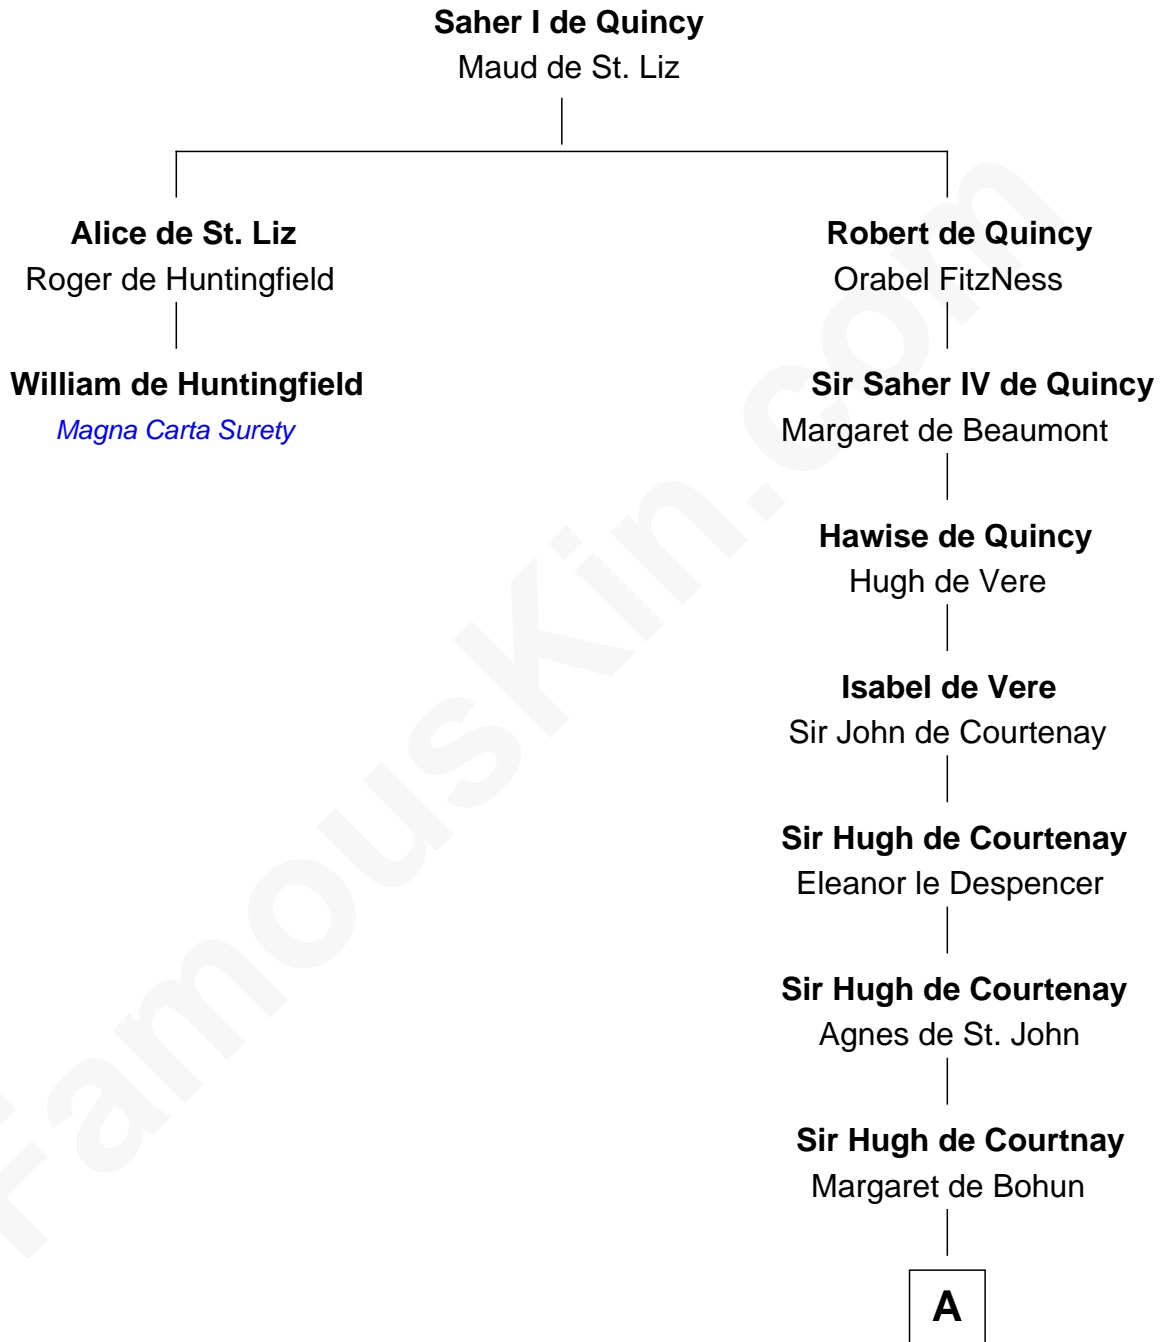 Saher I de Quincy
Maud de St. Liz
Alice de St. Liz
Roger de Huntingfield
William de Huntingfield
Magna Carta Surety
Robert de Quincy
Orabel FitzNess
Sir Saher IV de Quincy
Margaret de Beaumont
Hawise de Quincy
Hugh de Vere
Isabel de Vere
Sir John de Courtenay
Sir Hugh de Courtenay
Eleanor le Despencer
Sir Hugh de Courtenay
Agnes de St. John
Sir Hugh de Courtnay
Margaret de Bohun
A
FamousKin.com